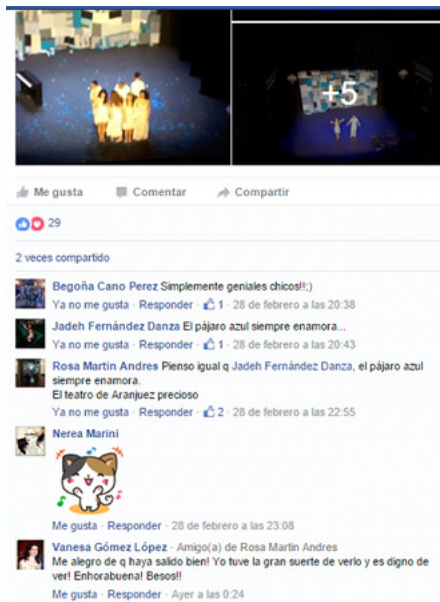 +5
Me gusta Comentar Compartir
29
2 veces compartido
Begoña Cano Perez Simplemente geniales chicos!!;)
Ya no me gusta · Responder · 1 · 28 de febrero a las 20:38
Jadeh Fernández Danza El pájaro azul siempre enamora...
Ya no me gusta · Responder · 1 · 28 de febrero a las 20:43
Rosa Martin Andres Pienso igual q Jadeh Fernández Danza, el pájaro azul
siempre enamora.
El teatro de Aranjuez precioso
Ya no me gusta · Responder · 2 · 28 de febrero a las 22:55
Nerea Marini
Me gusta · Responder · 28 de febrero a las 23:08
Vanesa Gómez López · Amigo(a) de Rosa Martin Andres
Me alegro de q haya salido bien! Yo tuve la gran suerte de verlo y es digno de
ver! Enhorabuena! Besos!!
Me gusta · Responder · Ayer a las 0:24